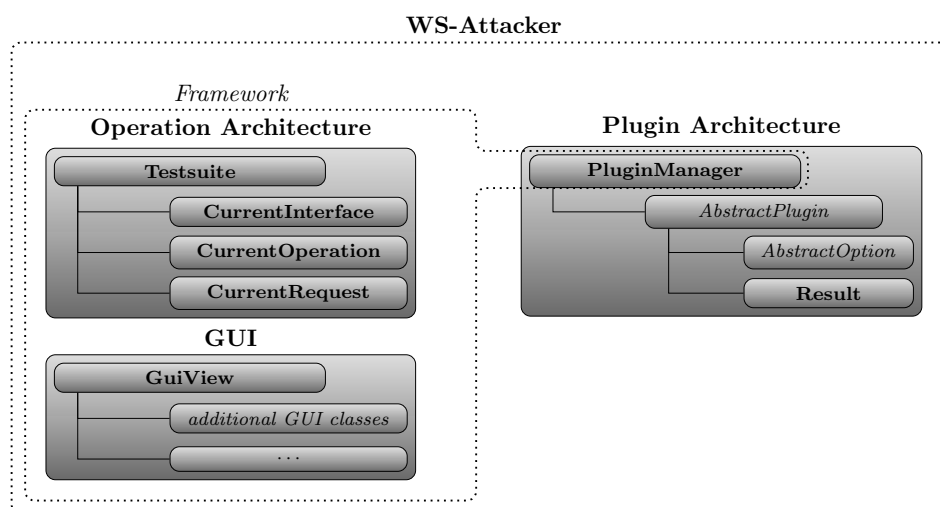 WS-Attacker
Framework
Operation Architecture
Testsuite
CurrentInterface
CurrentOperation
CurrentRequest
GUI
GuiView
additional GUI classes
...
Plugin Architecture
PluginManager
AbstractPlugin
AbstractOption
Result